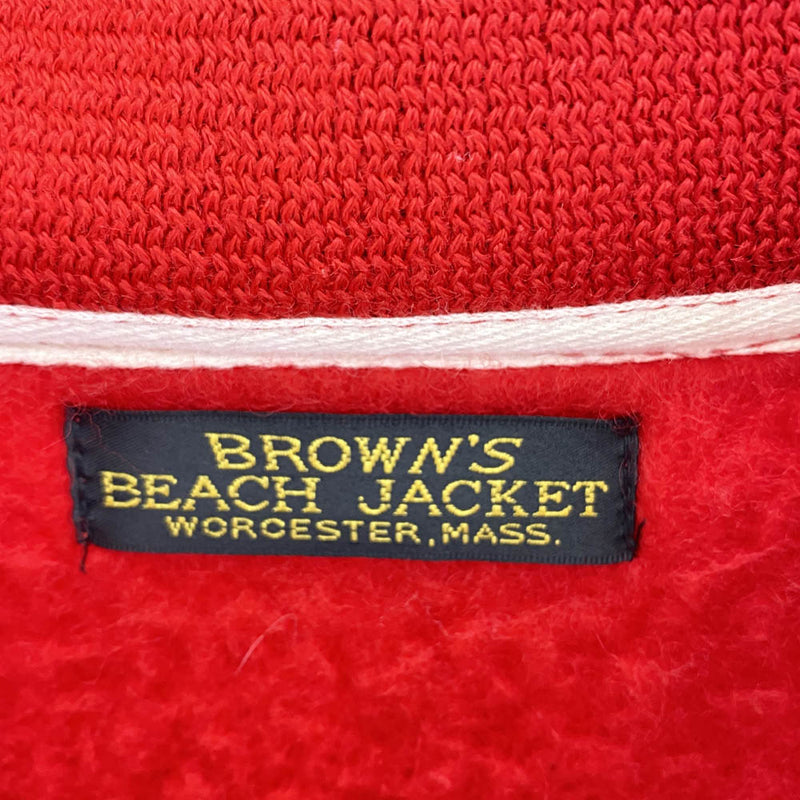 BROWN'S
BEACH JACKET
WORCESTER, MASS.